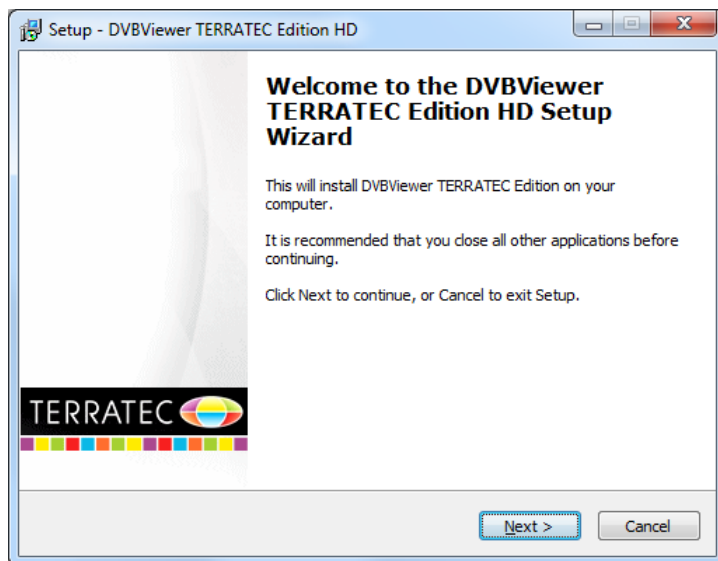 Setup - DVBViewer TERRATEC Edition HD
Welcome to the DVBViewer
TERRATEC Edition HD Setup
Wizard
This will install DVBViewer TERRATEC Edition on your
computer.
It is recommended that you close all other applications before
continuing.
Click Next to continue, or Cancel to exit Setup.
TERRATEC
Next >
Cancel